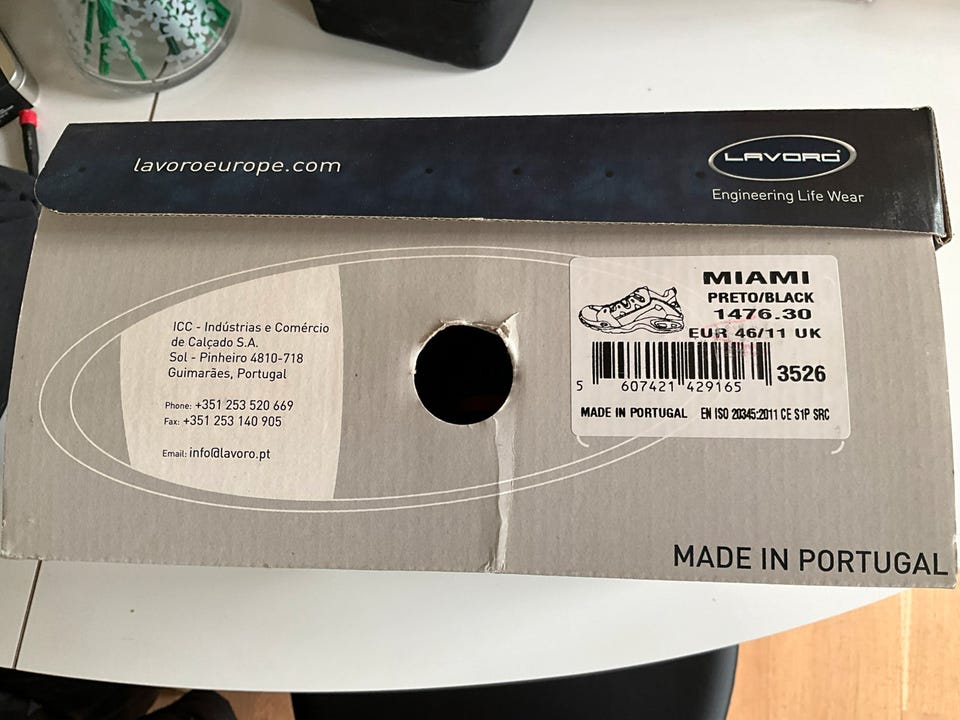 lavoroeurope.com
LAVORO
Engineering Life Wear
ICC - Indústrias e Comércio
de Calçado S.A.
Sol - Pinheiro 4810-718
Guimarães, Portugal
Phone: +351 253 520 669
Fax: +351 253 140 905
Email: info@lavoro.pt
MIAMI
PRETO/BLACK
1476.30
EUR 46/11 UK
3526
5 607421 429165
MADE IN PORTUGAL EN ISO 20345:2011 CE S1P SRC
MADE IN PORTUGAL